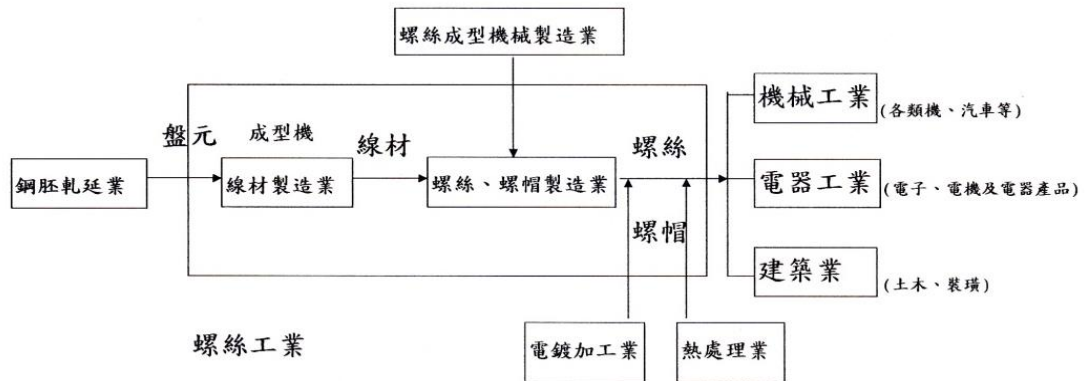 螺絲成型機械製造業
機械工業
(各類機、汽車等)
盤元
成型機
線材
螺絲
鋼胚軋延業
線材製造業
螺絲、螺帽製造業
電器工業
(電子、電機及電器產品)
螺帽
建築業
(土木、裝璜)
螺絲工業
電鍍加工業
熱處理業